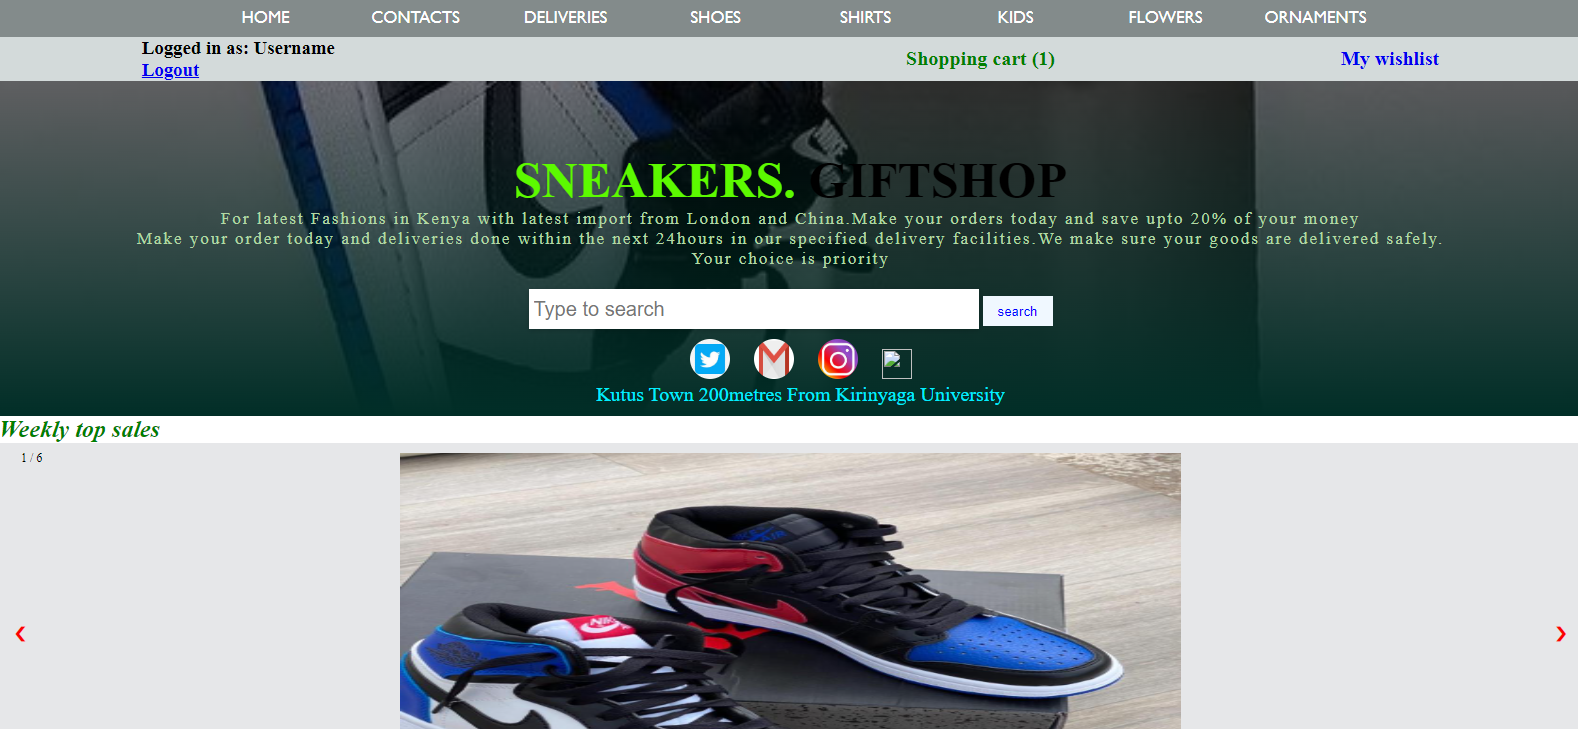 HOME CONTACTS DELIVERIES SHOES SHIRTS KIDS FLOWERS ORNAMENTS
Logged in as: Username
Logout
Shopping cart (1)
My wishlist
SNEAKERS. GIFTSHOP
For latest Fashions in Kenya with latest import from London and China.Make your orders today and save upto 20% of your money
Make your order today and deliveries done within the next 24hours in our specified delivery facilities.We make sure your goods are delivered safely.
Your choice is priority
Type to search
search
Kutus Town 200metres From Kirinyaga University
Weekly top sales
1 / 6
❮ ❯